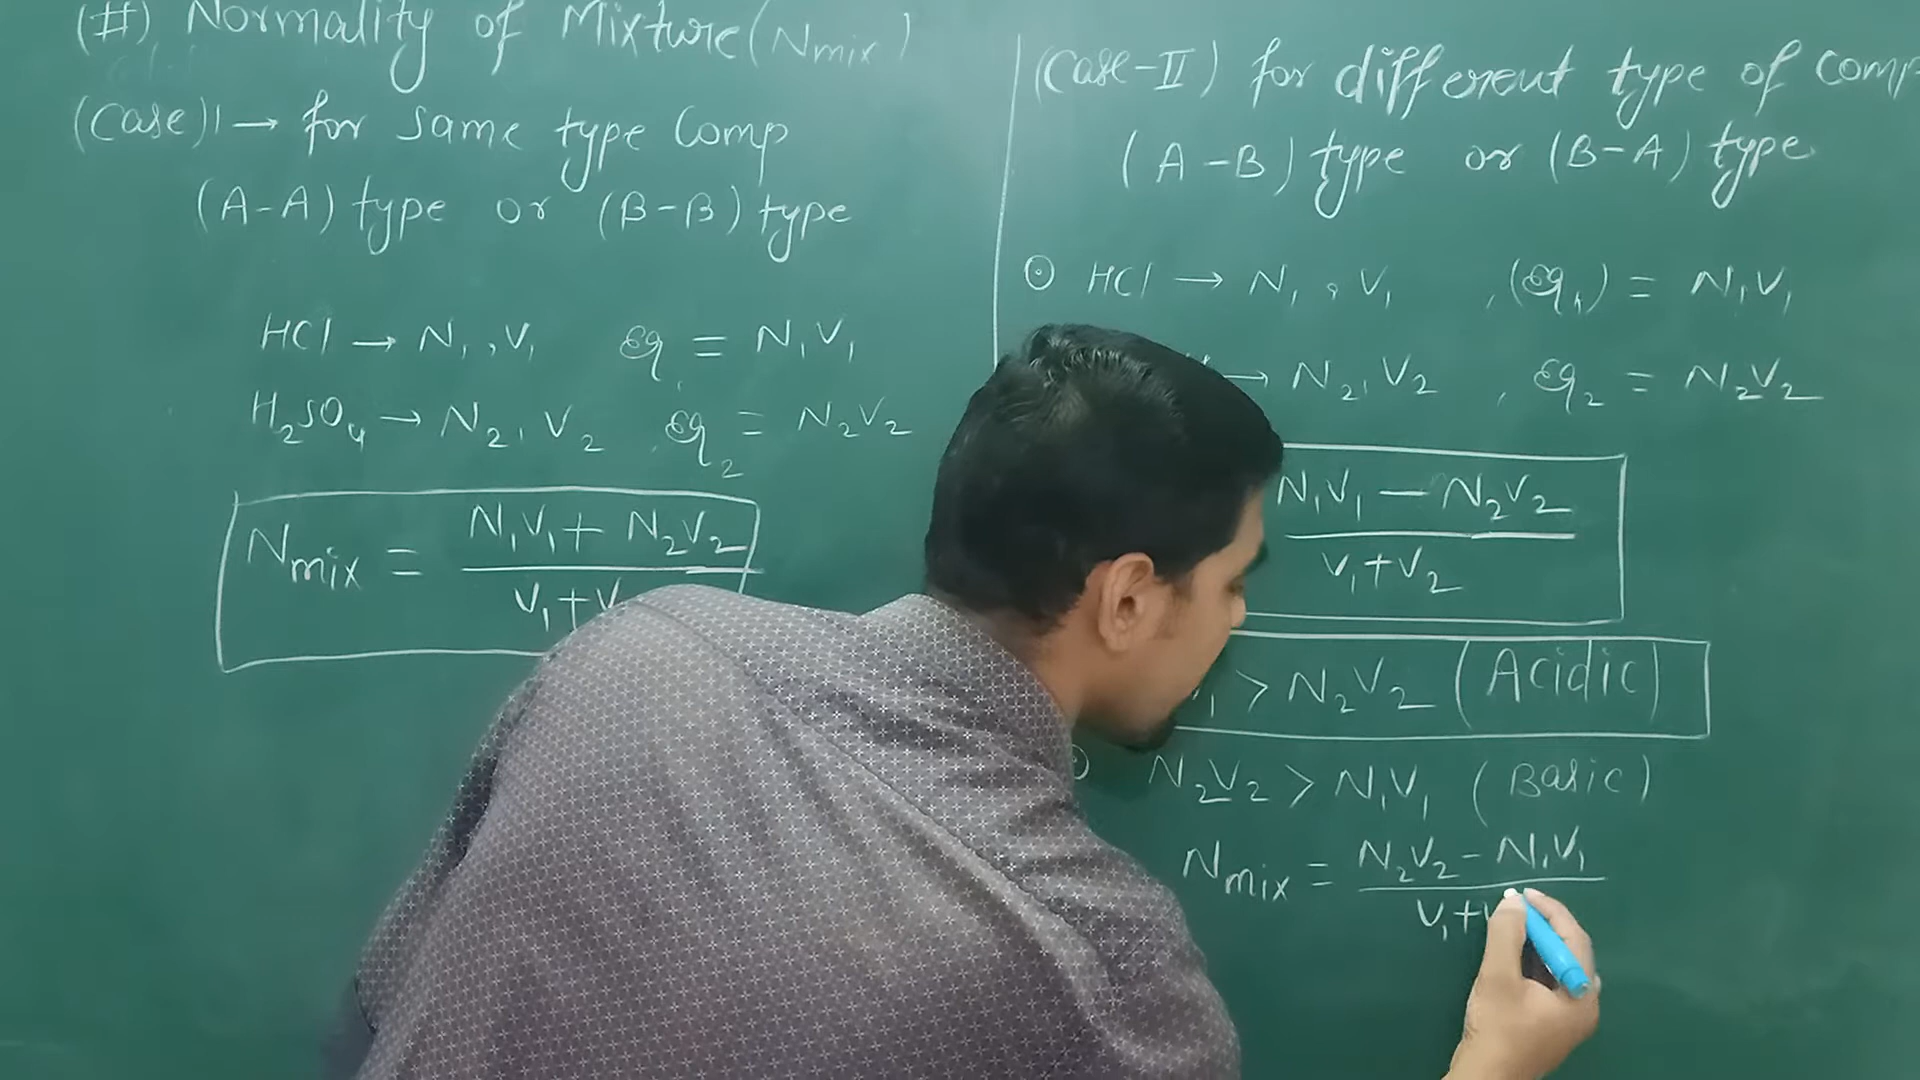 (#) Normality of Mixture (Nmix)
(Case) 1 → for same type Comp
(A-A) type or (B-B) type
HCl → N₁, V₁ Eq₁ = N₁V₁
H₂SO₄ → N₂, V₂, Eq₂ = N₂V₂
Nmix = N₁V₁ + N₂V₂
V₁+V
(Case-II) for different type of Comp
(A-B) type or (B-A) type
⊙ HCl → N₁, V₁, (Eq₁) = N₁V₁
→ N₂, V₂, Eq₂ = N₂V₂
N₁V₁ - N₂V₂
V₁+V₂
₁ > N₂V₂ (Acidic)
N₂V₂ > N₁V₁ (Basic)
Nmix = N₂V₂ - N₁V₁
V₁+V